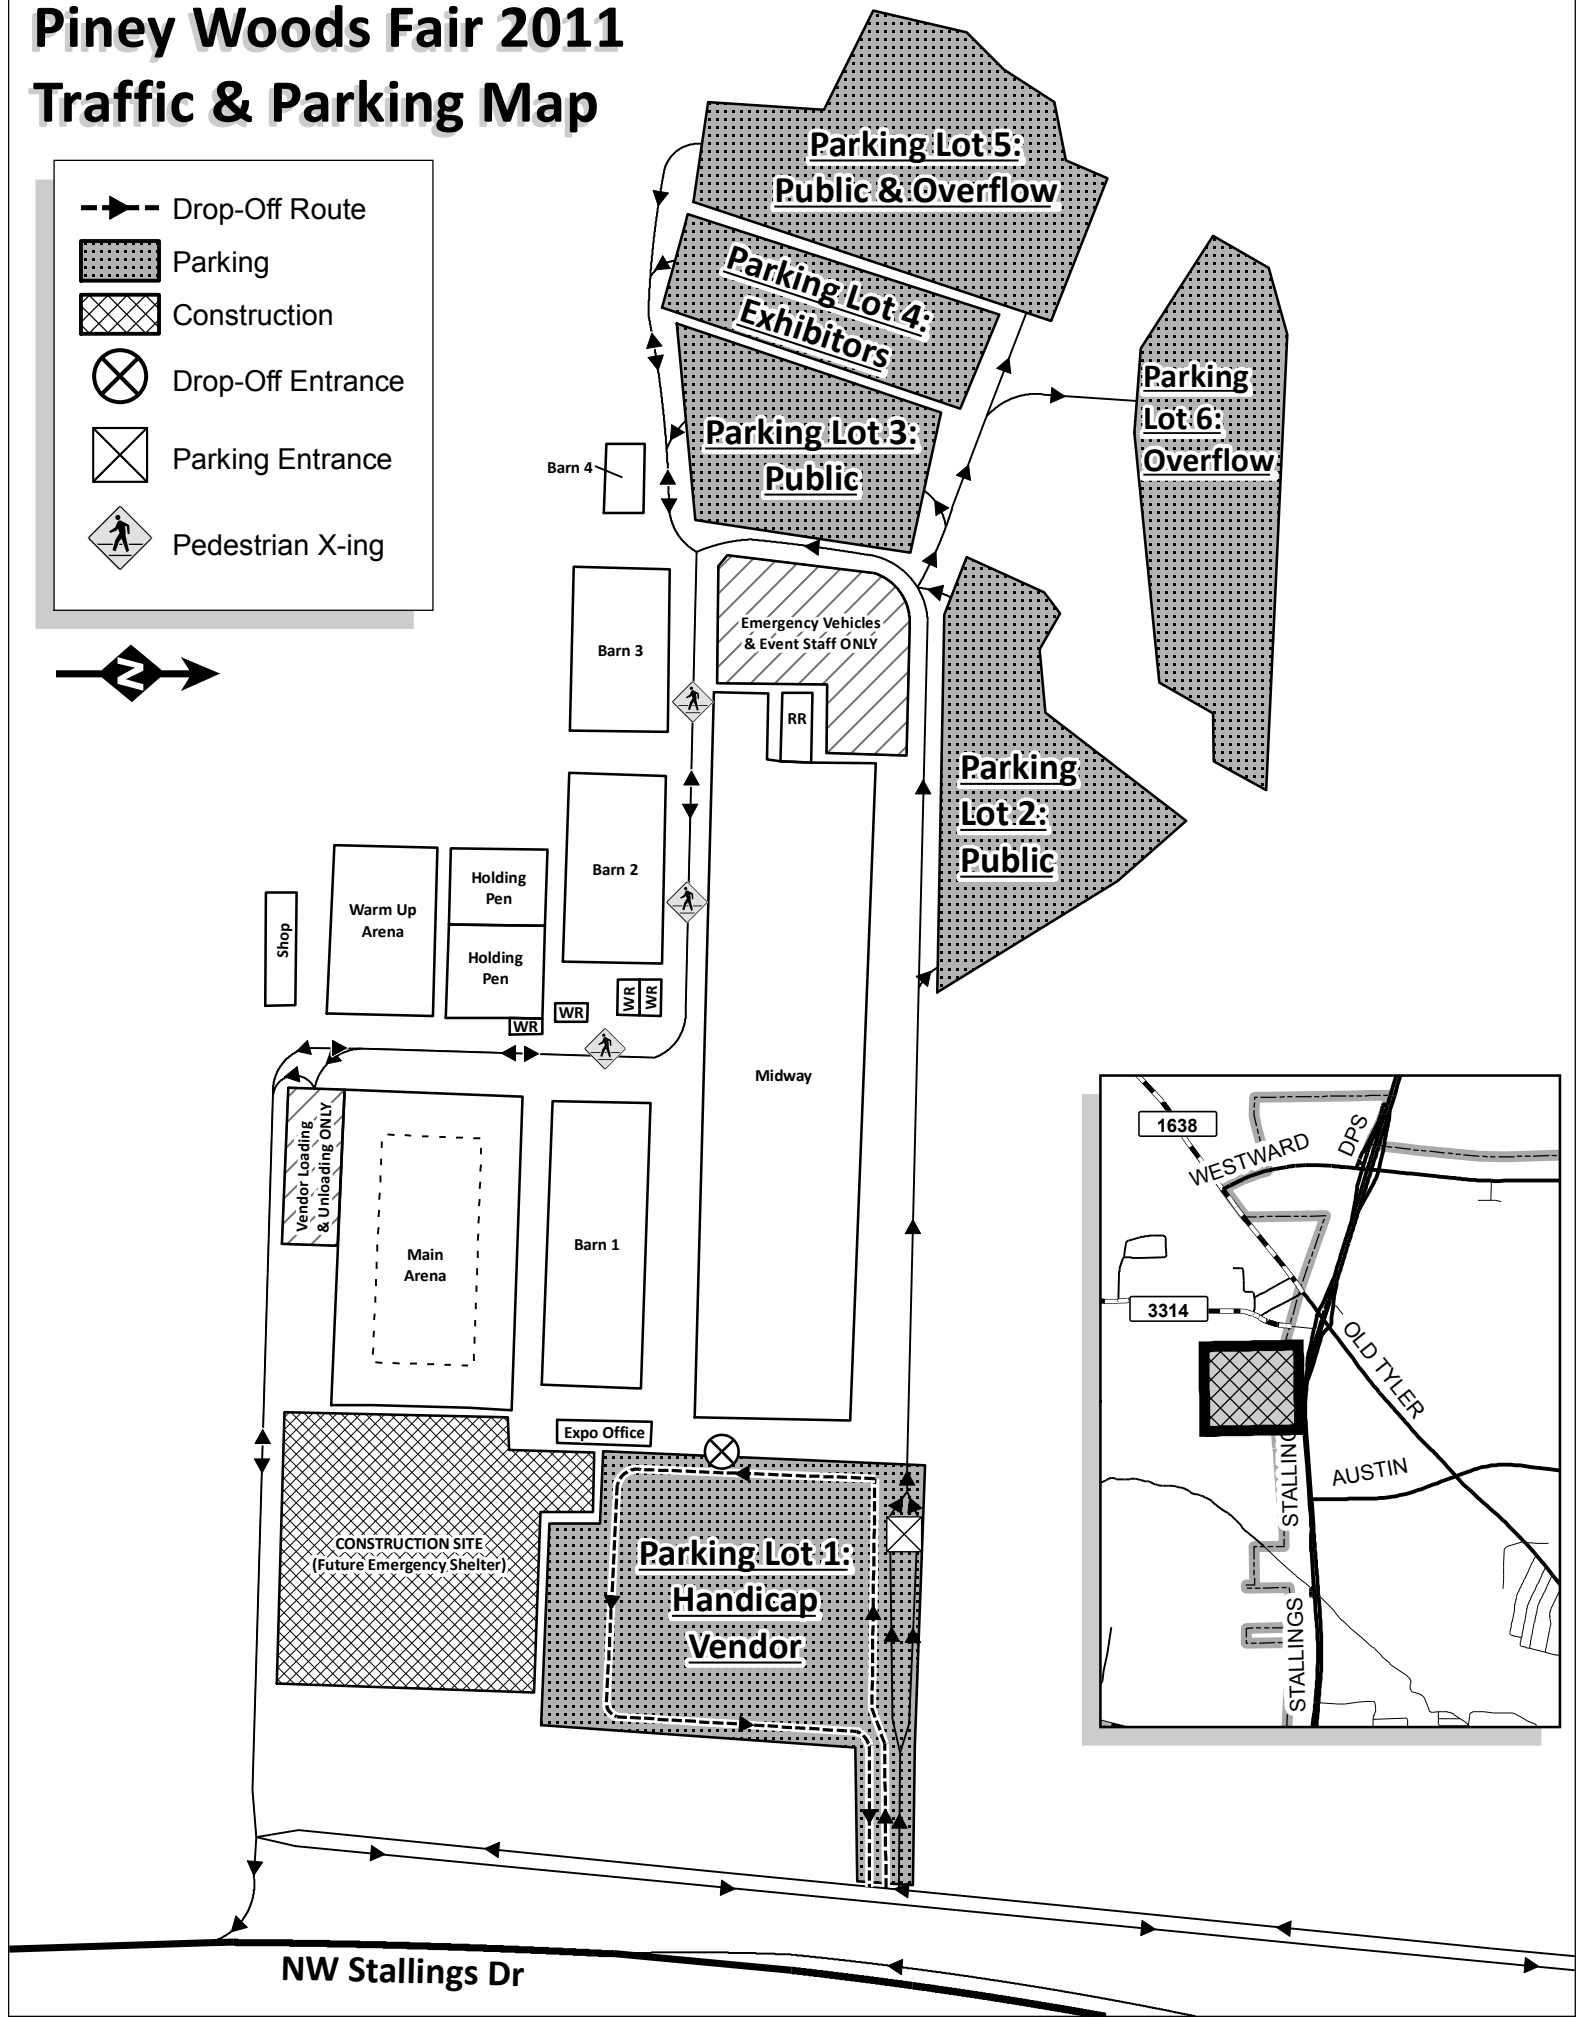 Piney Woods Fair 2011
Traffic & Parking Map
Drop-Off Route
Parking
Construction
Drop-Off Entrance
Parking Entrance
Pedestrian X-ing
N
Parking Lot 5:
Public & Overflow
Parking Lot 4:
Exhibitors
Parking
Lot 6:
Overflow
Parking Lot 3:
Public
Barn 4
Emergency Vehicles
& Event Staff ONLY
Barn 3
RR
Parking
Lot 2:
Public
Barn 2
Holding
Pen
Warm Up
Arena
Shop
Holding
Pen
WR
WR
WR
WR
Midway
Vendor Loading
& Unloading ONLY
Main
Arena
Barn 1
Expo Office
CONSTRUCTION SITE
(Future Emergency Shelter)
Parking Lot 1:
Handicap
Vendor
1638
WESTWARD
DPS
3314
OLD TYLER
STALLING
AUSTIN
STALLINGS
NW Stallings Dr